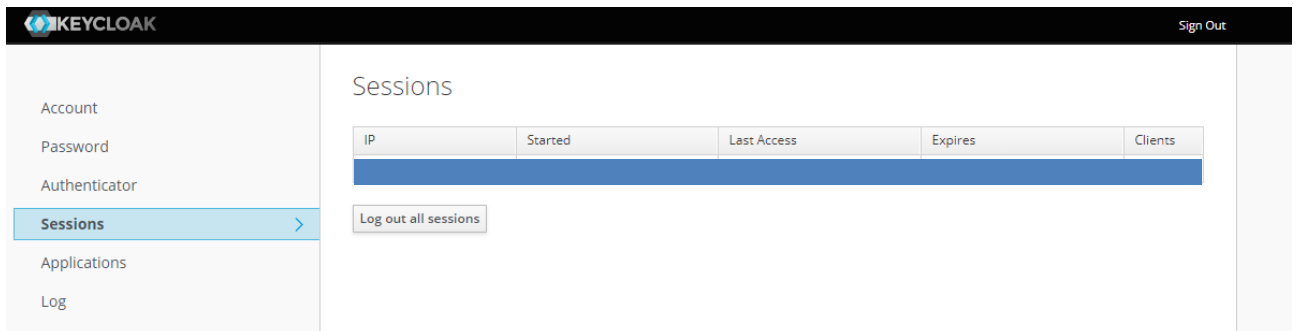 KEYCLOAK
Sign Out
Account
Password
Authenticator
Sessions
Applications
Log
Sessions
IP Started Last Access Expires Clients
Log out all sessions